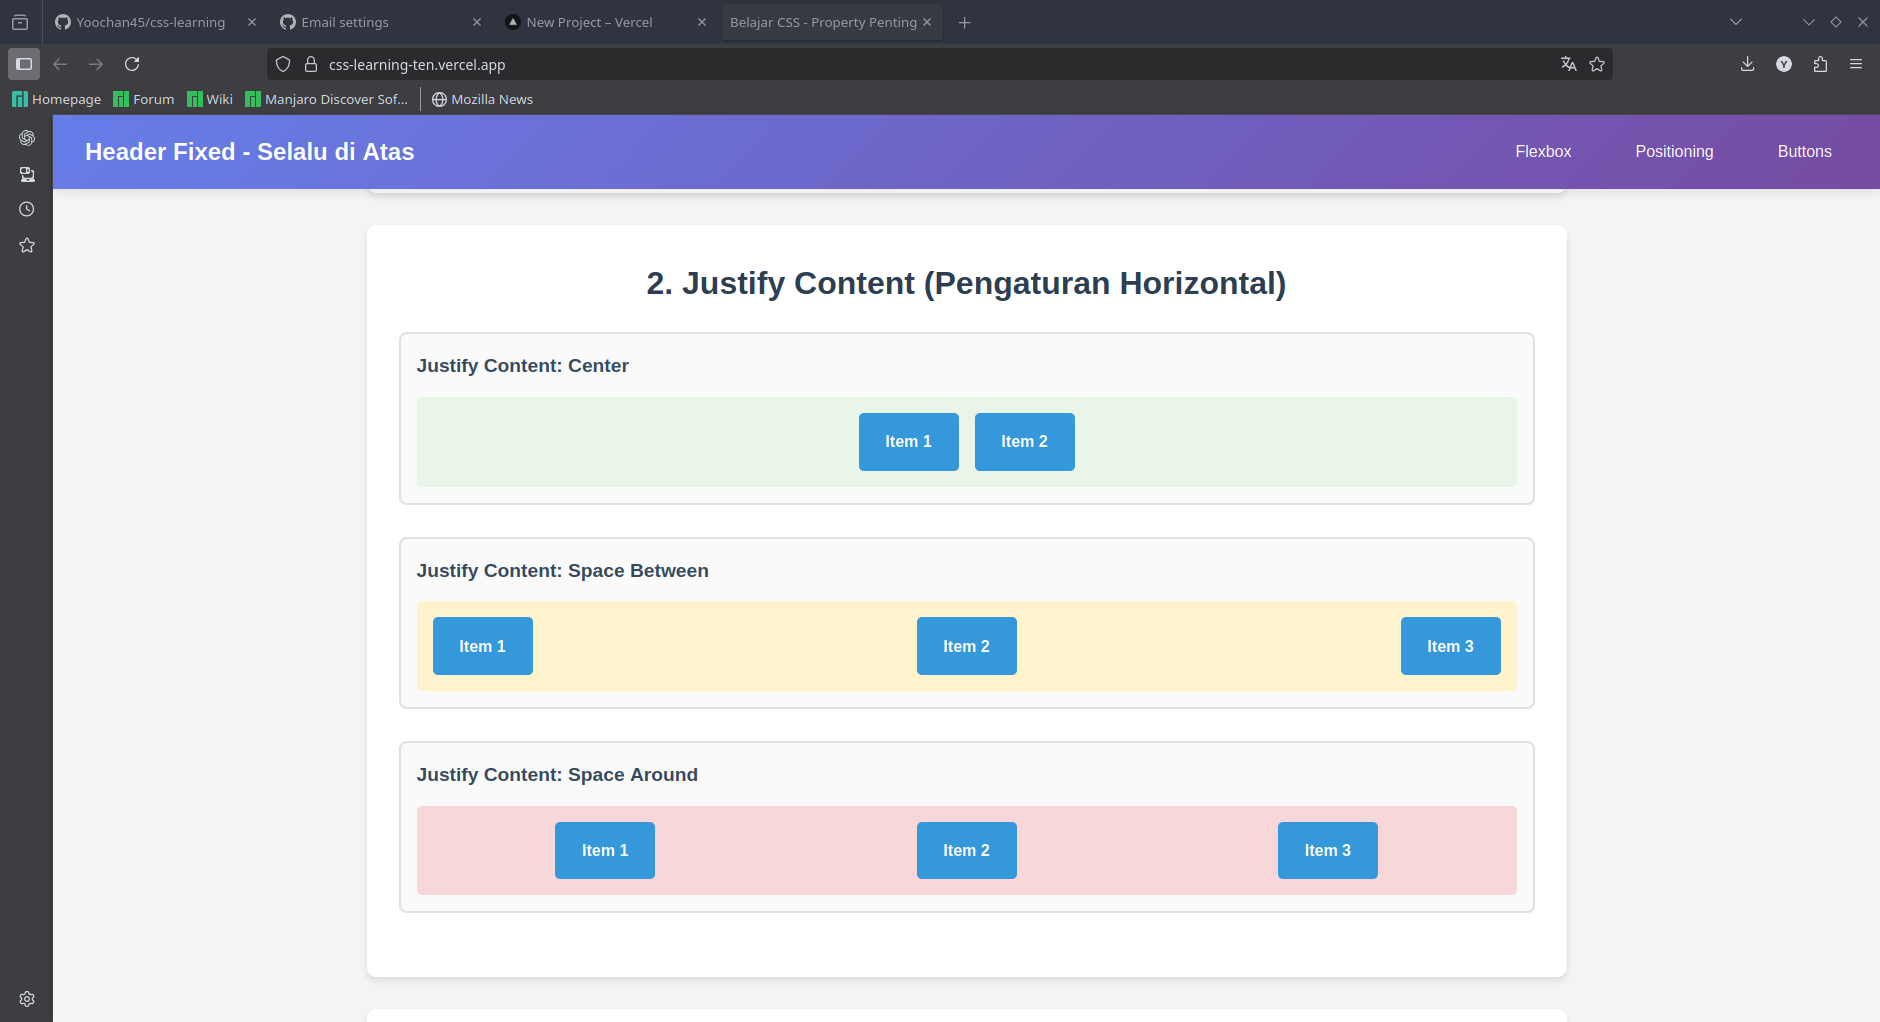 Yoochan45/css-learning
Email settings
New Project – Vercel
Belajar CSS - Property Penting
css-learning-ten.vercel.app
Y
Homepage
Forum
Wiki
Manjaro Discover Sof...
Mozilla News
Header Fixed - Selalu di Atas
Flexbox
Positioning
Buttons
2. Justify Content (Pengaturan Horizontal)
Justify Content: Center
Item 1
Item 2
Justify Content: Space Between
Item 1
Item 2
Item 3
Justify Content: Space Around
Item 1
Item 2
Item 3